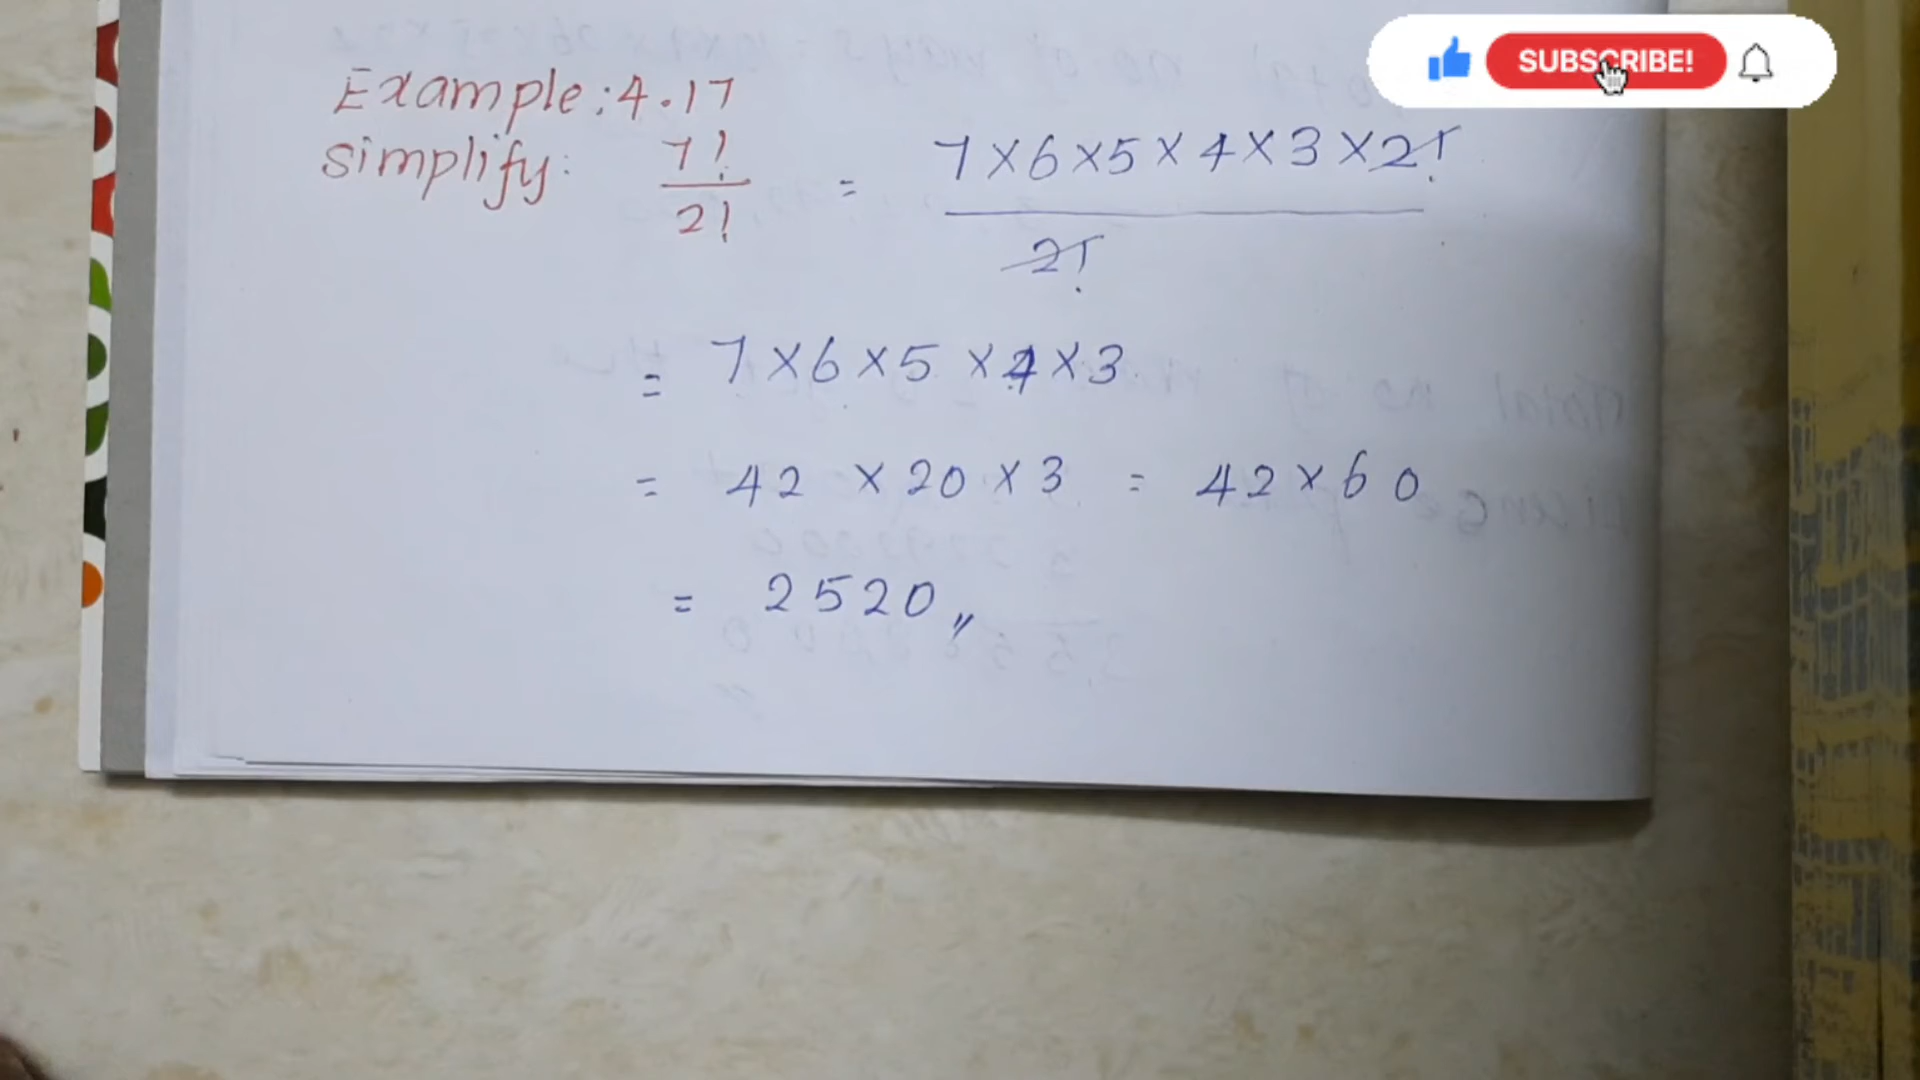 SUBSCRIBE!
Example: 4.17
Simplify: 7!/2! = 7×6×5×4×3×2!/2!
= 7×6×5×4×3
= 42 × 20 × 3 = 42×60
= 2520,,